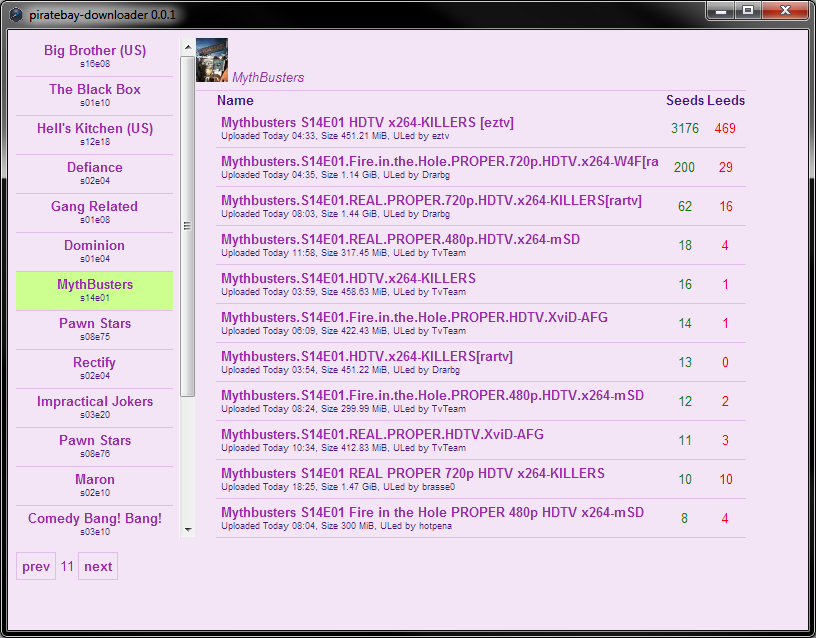 piratebay-downloader 0.0.1
Big Brother (US)
s16e08
The Black Box
s01e10
Hell's Kitchen (US)
s12e18
Defiance
s02e04
Gang Related
s01e08
Dominion
s01e04
MythBusters
s14e01
Pawn Stars
s08e75
Rectify
s02e04
Impractical Jokers
s03e20
Pawn Stars
s08e76
Maron
s02e10
Comedy Bang! Bang!
s03e10
prev 11 next
MythBusters
Name Seeds Leeds
Mythbusters S14E01 HDTV x264-KILLERS [eztv]
Uploaded Today 04:33, Size 451.21 MiB, ULed by eztv
3176 469
Mythbusters.S14E01.Fire.in.the.Hole.PROPER.720p.HDTV.x264-W4F[ra
Uploaded Today 04:35, Size 1.14 GiB, ULed by Drarbg
200 29
Mythbusters.S14E01.REAL.PROPER.720p.HDTV.x264-KILLERS[rartv]
Uploaded Today 08:03, Size 1.44 GiB, ULed by Drarbg
62 16
Mythbusters.S14E01.REAL.PROPER.480p.HDTV.x264-mSD
Uploaded Today 11:58, Size 317.45 MiB, ULed by TvTeam
18 4
Mythbusters.S14E01.HDTV.x264-KILLERS
Uploaded Today 03:59, Size 458.63 MiB, ULed by TvTeam
16 1
Mythbusters.S14E01.Fire.in.the.Hole.PROPER.HDTV.XviD-AFG
Uploaded Today 06:09, Size 422.43 MiB, ULed by TvTeam
14 1
Mythbusters.S14E01.HDTV.x264-KILLERS[rartv]
Uploaded Today 03:54, Size 451.22 MiB, ULed by Drarbg
13 0
Mythbusters.S14E01.Fire.in.the.Hole.PROPER.480p.HDTV.x264-mSD
Uploaded Today 08:24, Size 299.99 MiB, ULed by TvTeam
12 2
Mythbusters.S14E01.REAL.PROPER.HDTV.XviD-AFG
Uploaded Today 10:34, Size 412.83 MiB, ULed by TvTeam
11 3
Mythbusters S14E01 REAL PROPER 720p HDTV x264-KILLERS
Uploaded Today 18:25, Size 1.47 GiB, ULed by brasse0
10 10
Mythbusters S14E01 Fire in the Hole PROPER 480p HDTV x264-mSD
Uploaded Today 08:04, Size 300 MiB, ULed by hotpena
8 4